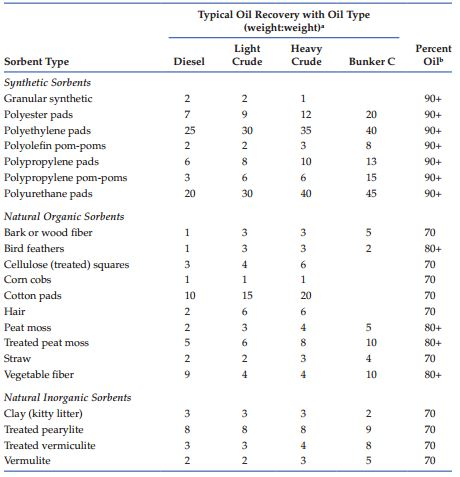 Typical Oil Recovery with Oil Type
(weight:weight)a
Light Heavy Percent
Sorbent Type Diesel Crude Crude Bunker C Oilb
Synthetic Sorbents
Granular synthetic 2 2 1 90+
Polyester pads 7 9 12 20 90+
Polyethylene pads 25 30 35 40 90+
Polyolefin pom-poms 2 2 3 8 90+
Polypropylene pads 6 8 10 13 90+
Polypropylene pom-poms 3 6 6 15 90+
Polyurethane pads 20 30 40 45 90+
Natural Organic Sorbents
Bark or wood fiber 1 3 3 5 70
Bird feathers 1 3 3 2 80+
Cellulose (treated) squares 3 4 6 70
Corn cobs 1 1 1 70
Cotton pads 10 15 20 70
Hair 2 6 6 70
Peat moss 2 3 4 5 80+
Treated peat moss 5 6 8 10 80+
Straw 2 2 3 4 70
Vegetable fiber 9 4 4 10 80+
Natural Inorganic Sorbents
Clay (kitty litter) 3 3 3 2 70
Treated pearylite 8 8 8 9 70
Treated vermiculite 3 3 4 8 70
Vermulite 2 2 3 5 70